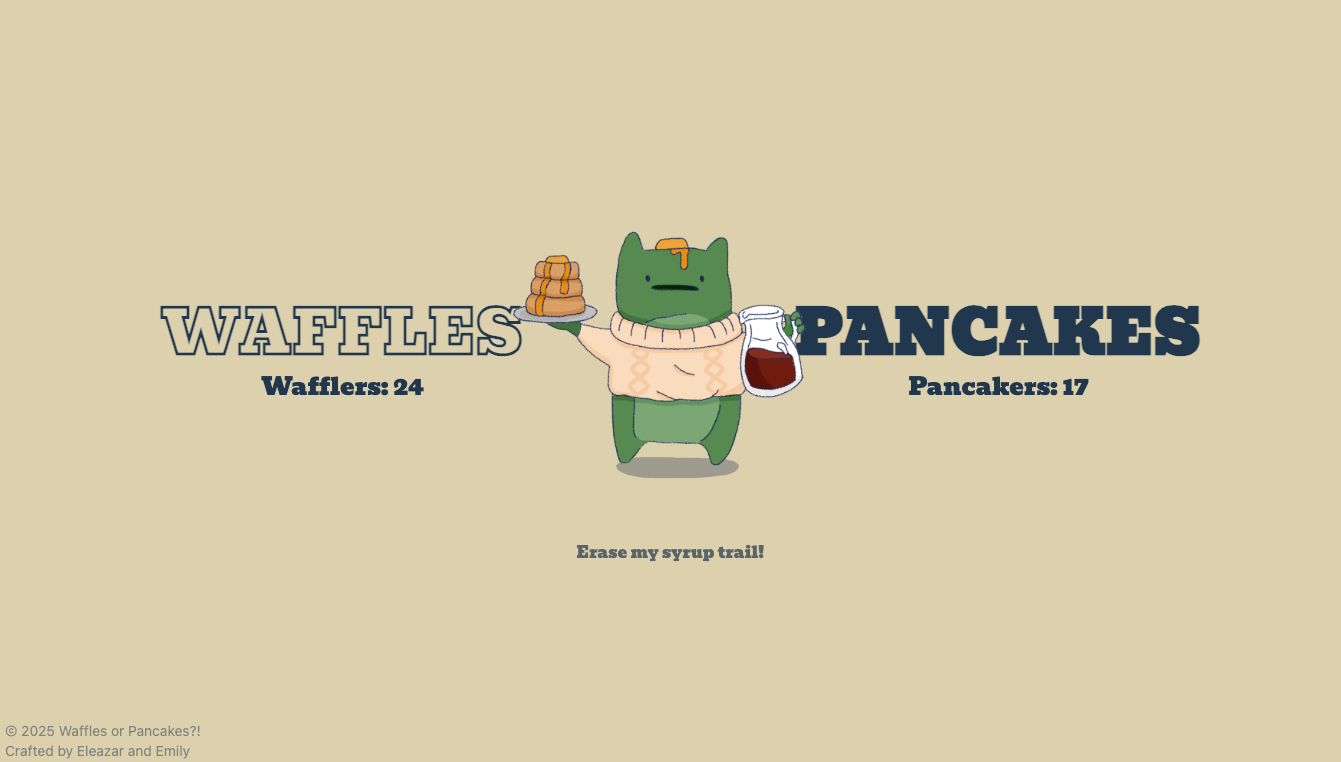 WAFFLES
Wafflers: 24
PANCAKES
Pancakers: 17
Erase my syrup trail!
© 2025 Waffles or Pancakes?!
Crafted by Eleazar and Emily